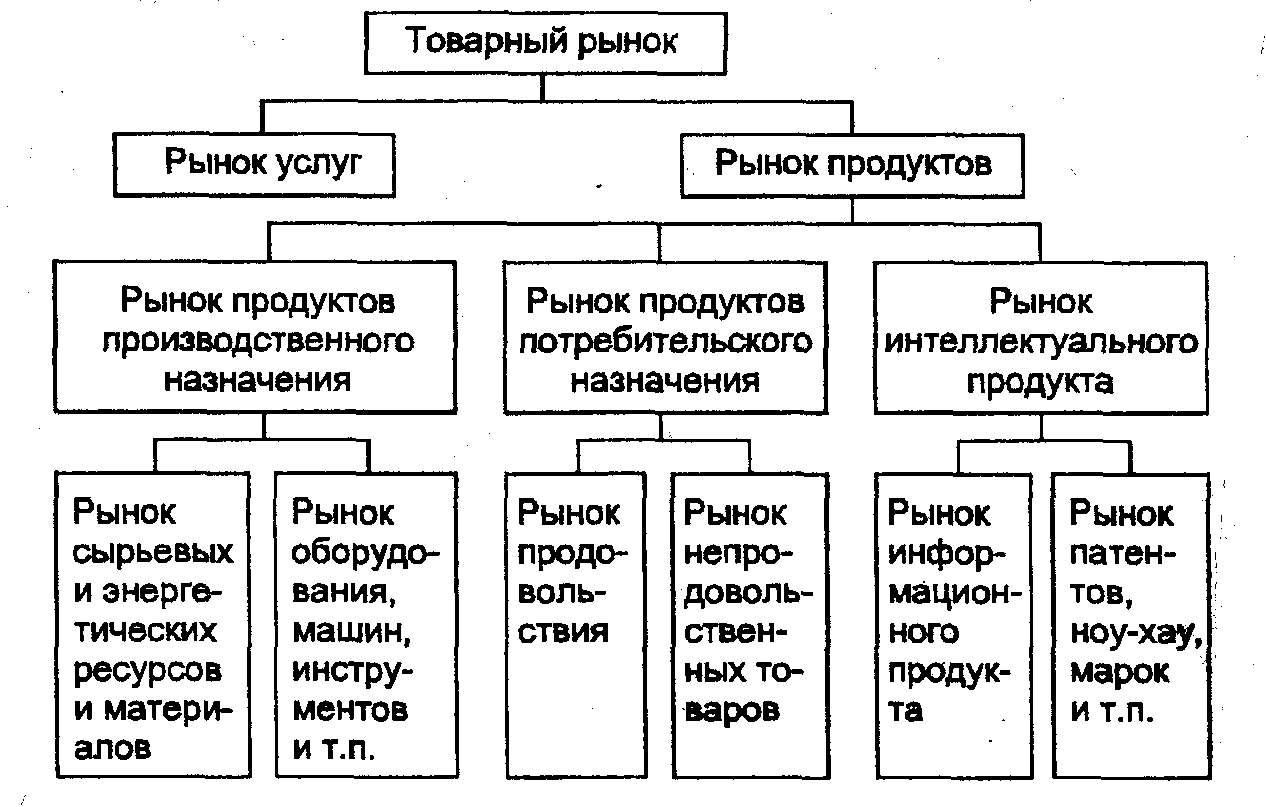 Товарный рынок
Рынок услуг
Рынок продуктов
Рынок продуктов
производственного
назначения
Рынок продуктов
потребительского
назначения
Рынок
интеллектуального
продукта
Рынок
сырьевых
и энерге-
тических
ресурсов
и матери-
алов
Рынок
оборудо-
вания,
машин,
инстру-
ментов
и т.п.
Рынок
продо-
воль-
ствия
Рынок
непро-
доволь-
ствен-
ных то-
варов
Рынок
инфор-
мацион-
ного
продук-
та
Рынок
патен-
тов,
ноу-хау,
марок
и т.п.